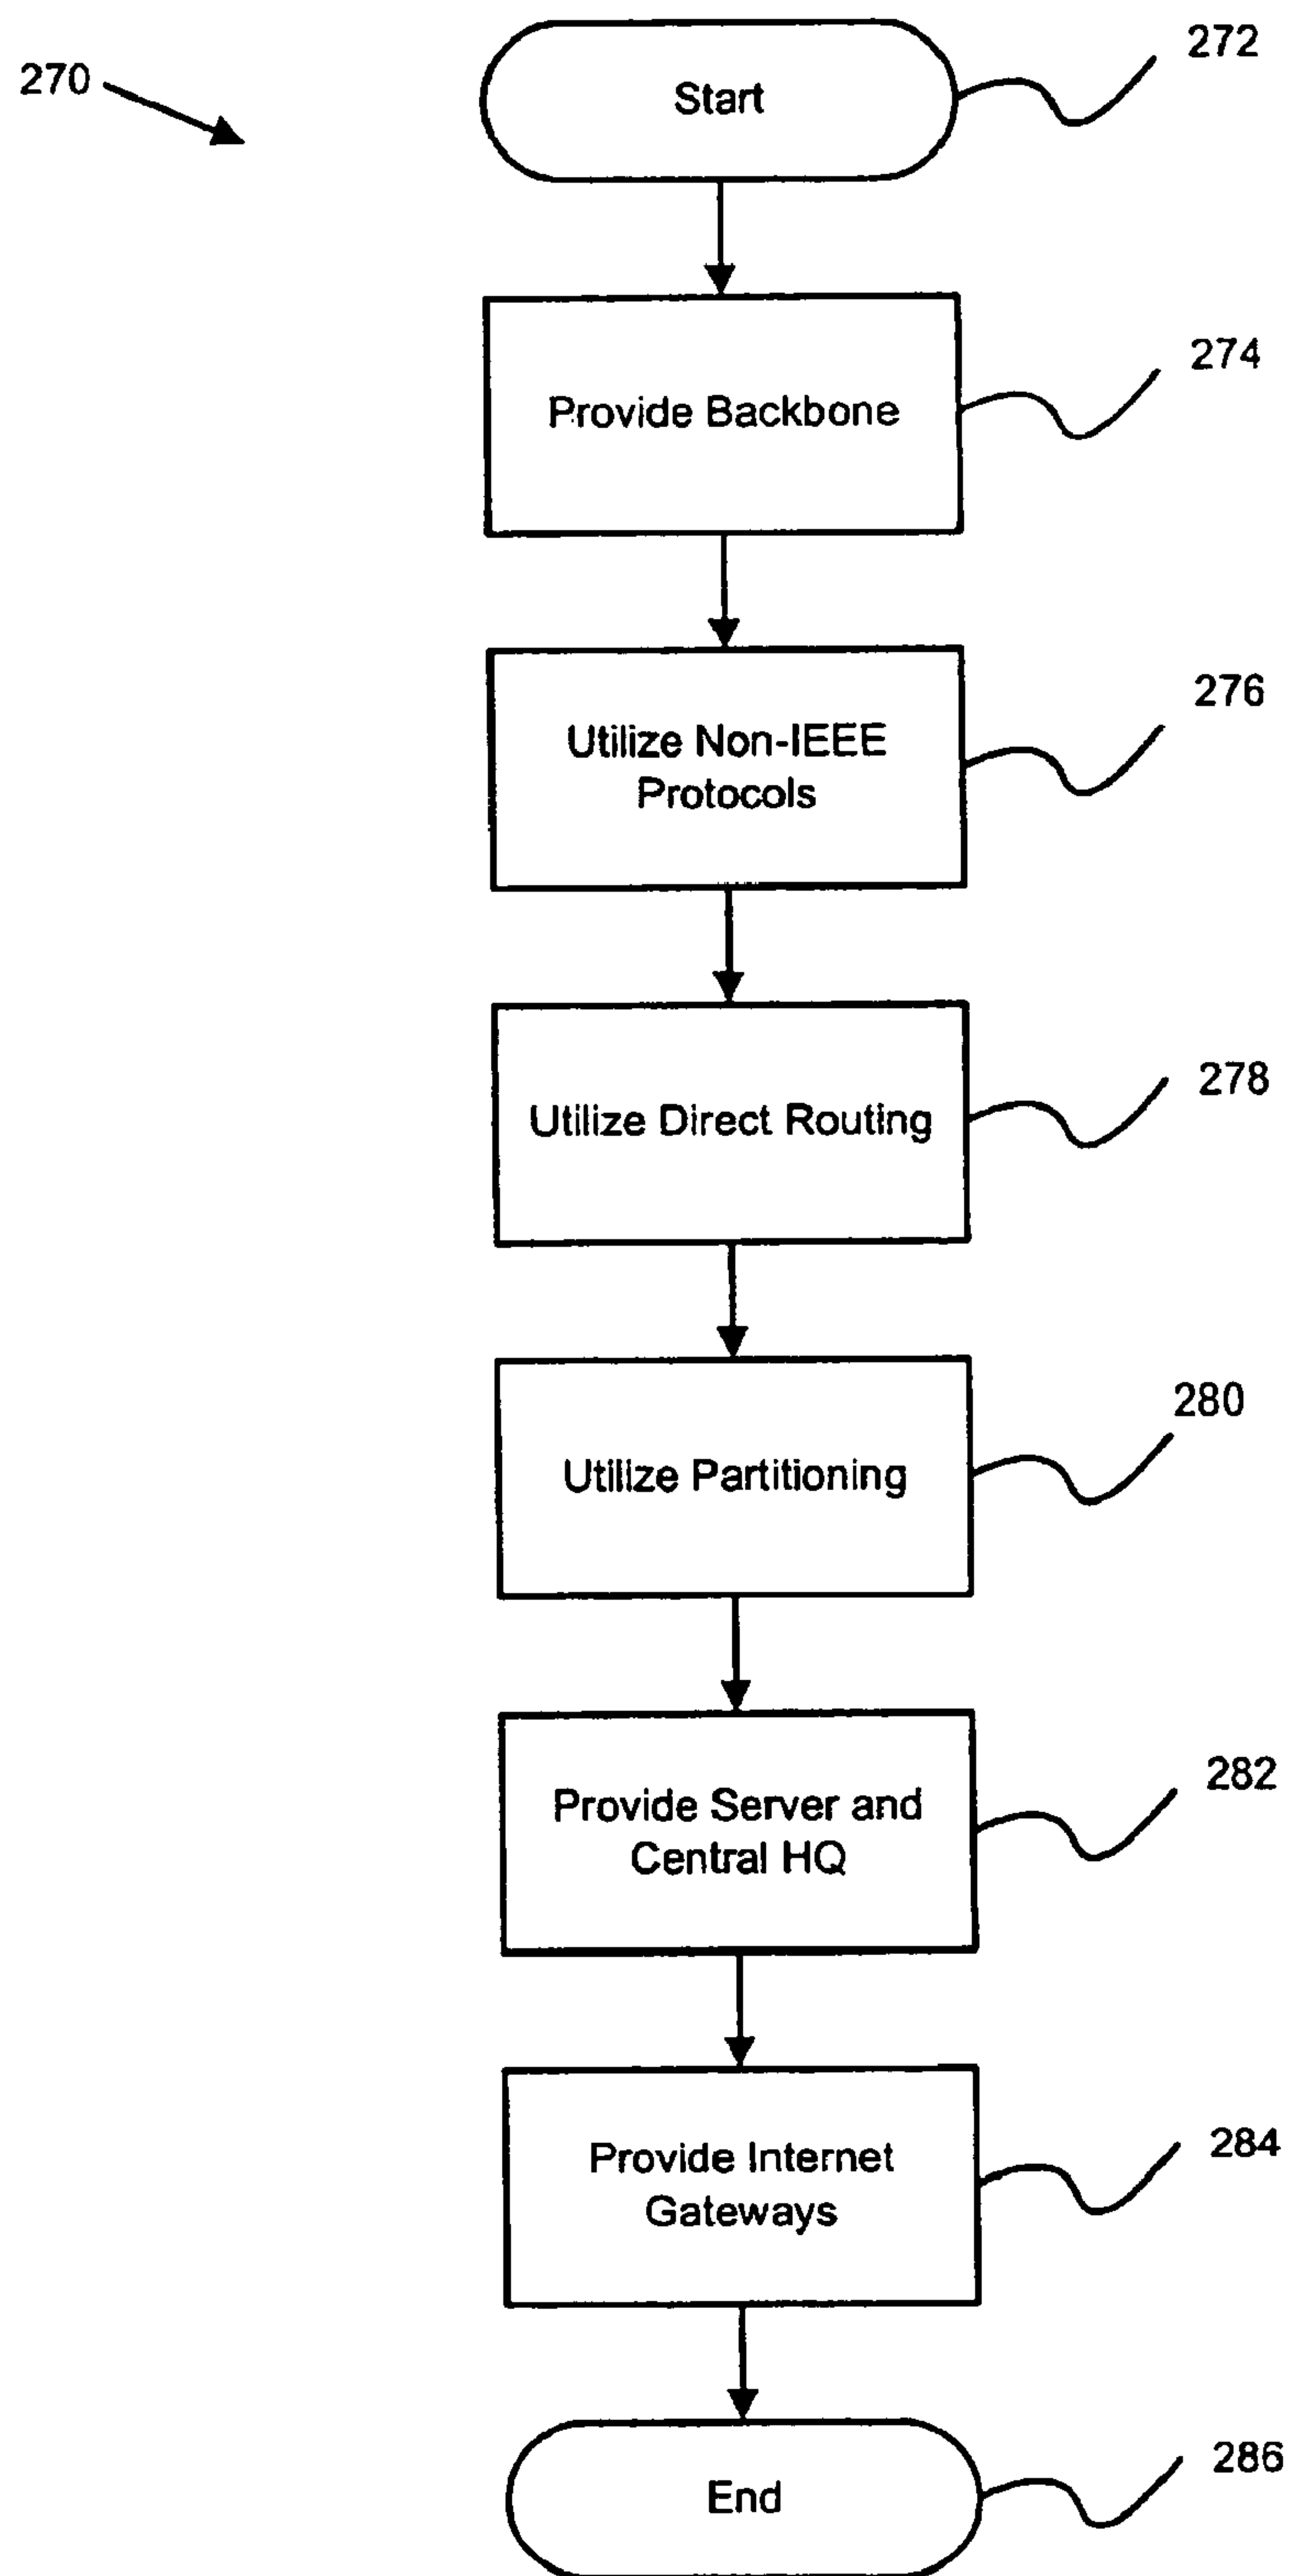 270
Start
272
Provide Backbone
274
Utilize Non-IEEE
Protocols
276
Utilize Direct Routing
278
Utilize Partitioning
280
Provide Server and
Central HQ
282
Provide Internet
Gateways
284
End
286